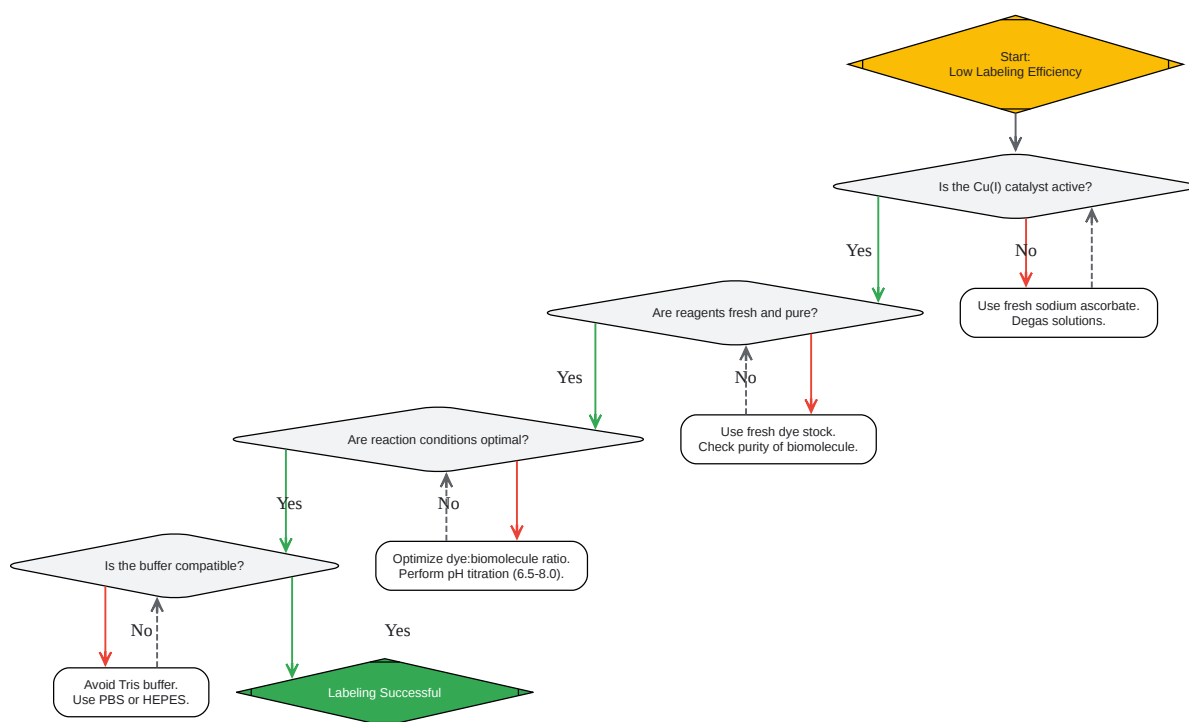 Start:
Low Labeling Efficiency
Is the Cu(I) catalyst active?
Yes
No
Use fresh sodium ascorbate.
Degas solutions.
Are reagents fresh and pure?
Yes
No
Use fresh dye stock.
Check purity of biomolecule.
Are reaction conditions optimal?
Yes
No
Optimize dye:biomolecule ratio.
Perform pH titration (6.5-8.0).
Is the buffer compatible?
No
Yes
Avoid Tris buffer.
Use PBS or HEPES.
Labeling Successful